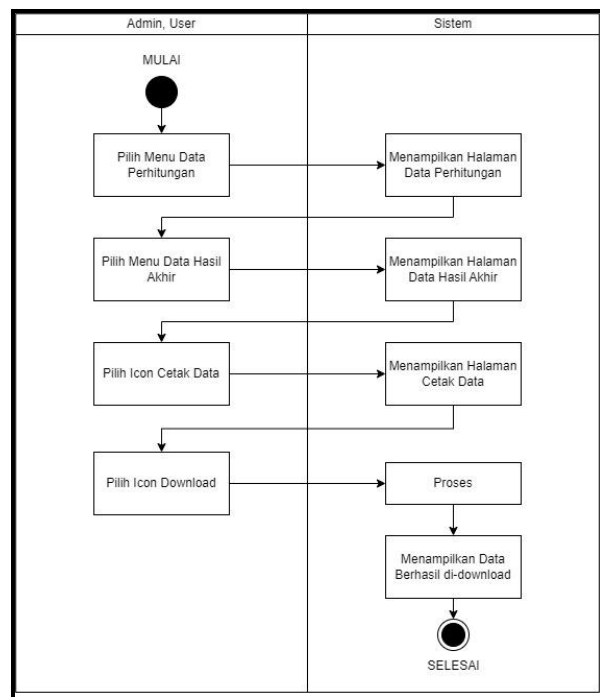 Admin, User
Sistem
MULAI
Pilih Menu Data
Perhitungan
Menampilkan Halaman
Data Perhitungan
Pilih Menu Data Hasil
Akhir
Menampilkan Halaman
Data Hasil Akhir
Pilih Icon Cetak Data
Menampilkan Halaman
Cetak Data
Pilih Icon Download
Proses
Menampilkan Data
Berhasil di-download
SELESAI